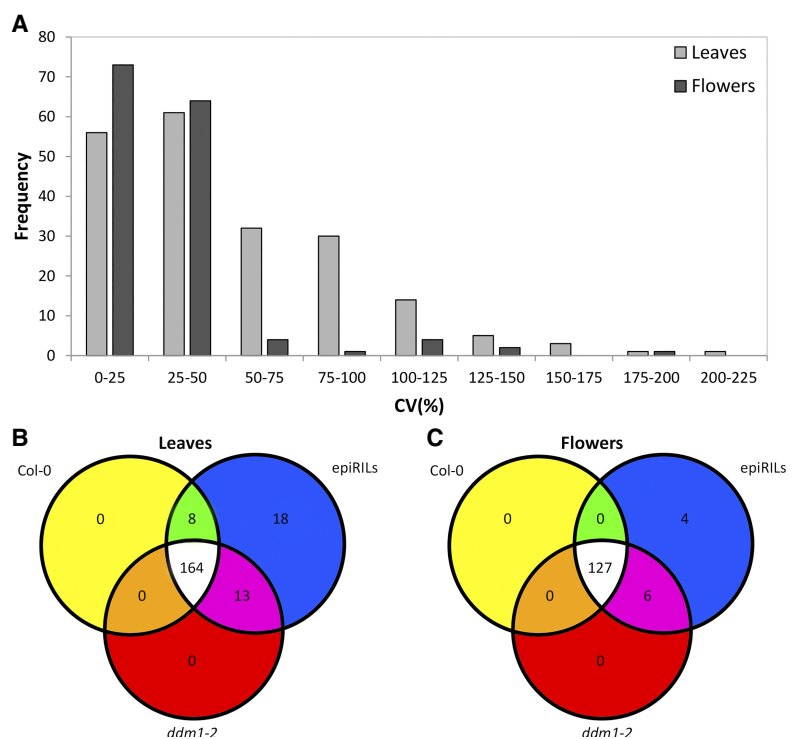 A
80
70
60
50
40
30
20
10
0
Frequency
Leaves
Flowers
0-25 25-50 50-75 75-100 100-125 125-150 150-175 175-200 200-225
CV(%)
B
Leaves
Col-0
epiRILs
0
8
18
164
0
13
0
ddm1-2
C
Flowers
Col-0
epiRILs
0
0
4
127
0
6
0
ddm1-2